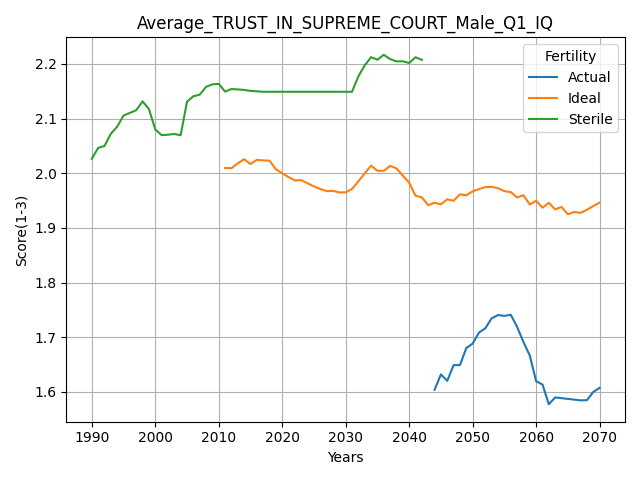 Average_TRUST_IN_SUPREME_COURT_Male_Q1_IQ
Fertility
Actual
Ideal
Sterile
Score(1-3)
2.2
2.1
2.0
1.9
1.8
1.7
1.6
1990 2000 2010 2020 2030 2040 2050 2060 2070
Years